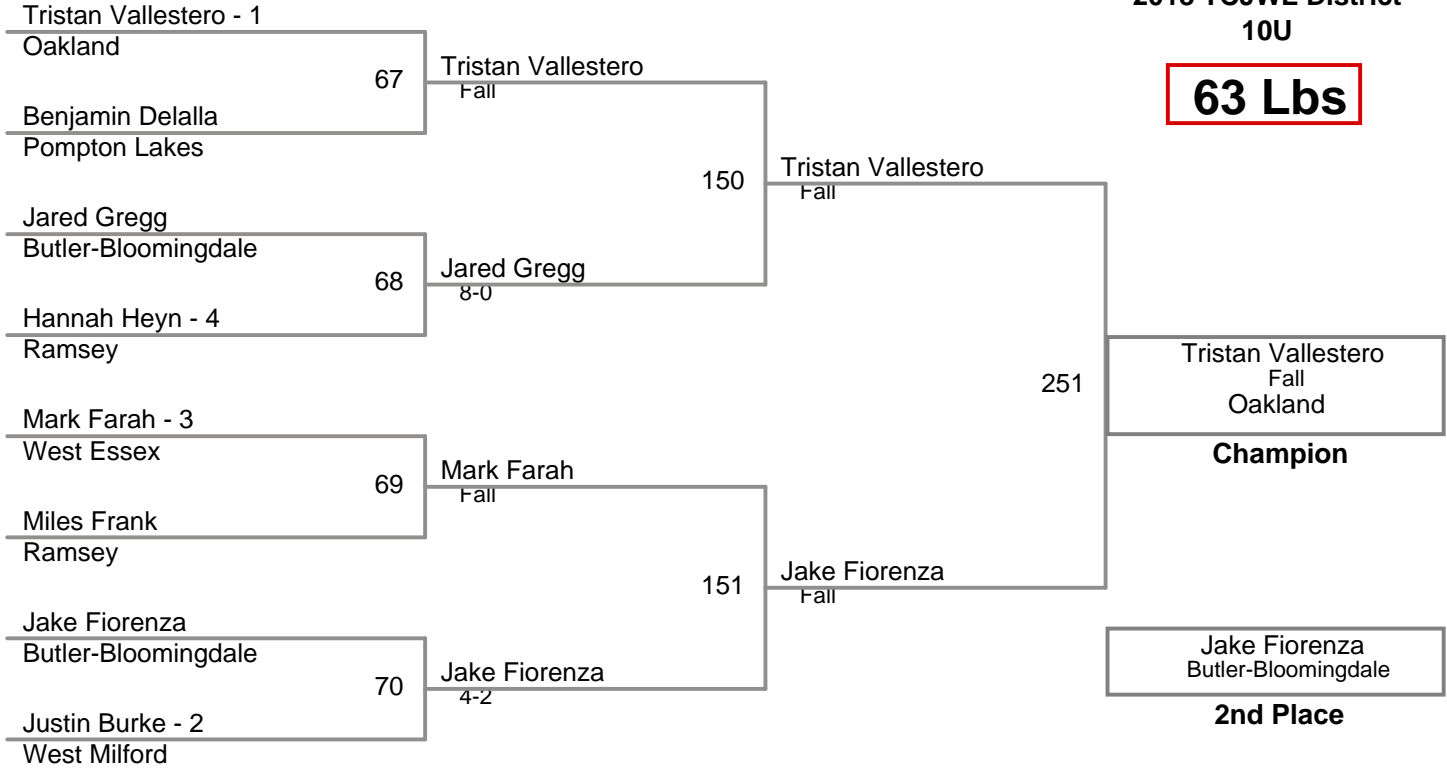 10U
63 Lbs
Tristan Vallestero - 1
Oakland
67
Benjamin Delalla
Pompton Lakes
Jared Gregg
Butler-Bloomingdale
68
Hannah Heyn - 4
Ramsey
Mark Farah - 3
West Essex
69
Miles Frank
Ramsey
Jake Fiorenza
Butler-Bloomingdale
70
Justin Burke - 2
West Milford
Tristan Vallestero
Fall
150
Jared Gregg
8-0
Mark Farah
Fall
151
Jake Fiorenza
4-2
Tristan Vallestero
Fall
251
Jake Fiorenza
Fall
Tristan Vallestero
Fall
Oakland
Champion
Jake Fiorenza
Butler-Bloomingdale
2nd Place